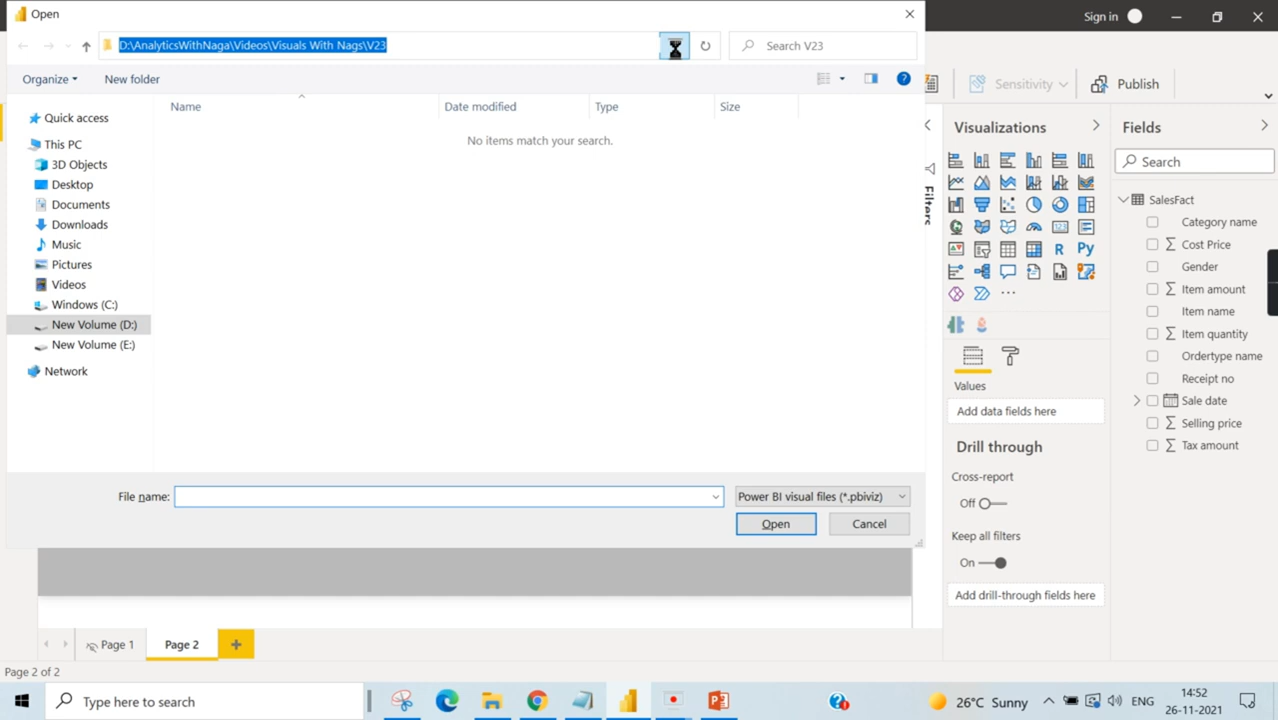 Open
Sign in
D:\AnalyticsWithNaga\Videos\Visuals With Nags\V23
Search V23
Organize
New folder
Sensitivity
Publish
Name
Date modified
Type
Size
No items match your search.
Quick access
This PC
3D Objects
Desktop
Documents
Downloads
Music
Pictures
Videos
Windows (C:)
New Volume (D:)
New Volume (E:)
Network
File name:
Power BI visual files (*.pbiviz)
Open
Cancel
Filters
Visualizations
R
Py
Values
Add data fields here
Drill through
Cross-report
Off
Keep all filters
On
Add drill-through fields here
Fields
Search
SalesFact
Category name
Cost Price
Gender
Item amount
Item name
Item quantity
Ordertype name
Receipt no
Sale date
Selling price
Tax amount
Page 1
Page 2
Page 2 of 2
Type here to search
26°C Sunny
ENG
14:52
26-11-2021